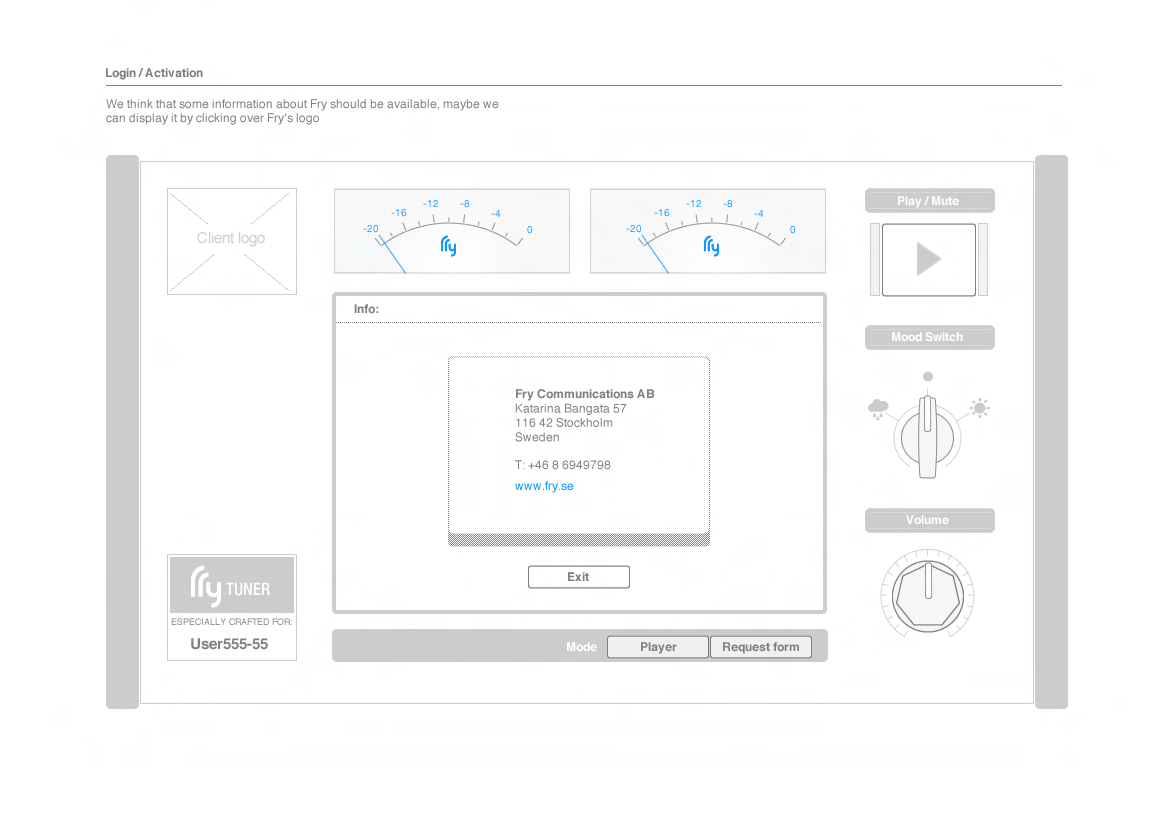 Login / Activation
We think that some information about Fry should be available, maybe we
can display it by clicking over Fry's logo
Client logo
-20 -16 -12 -8 -4 0
fry
-20 -16 -12 -8 -4 0
fry
Play / Mute
Info:
Mood Switch
Fry Communications AB
Katarina Bangata 57
116 42 Stockholm
Sweden
T: +46 8 6949798
www.fry.se
Volume
Exit
fry TUNER
ESPECIALLY CRAFTED FOR:
User555-55
Mode Player Request form